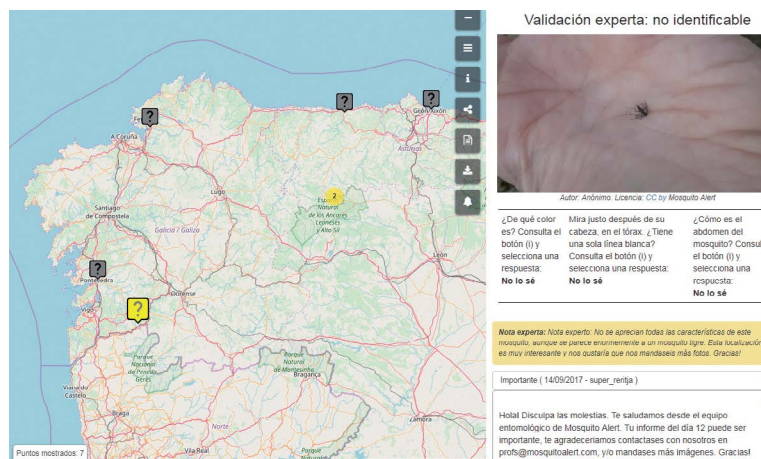 Validación experta: no identificable
Autor: Anónimo. Licencia: CC by Mosquito Alert
¿De qué color
es? Consulta el
botón (i) y
selecciona una
respuesta:
No lo sé
Mira justo después de su
cabeza, en el tórax. ¿Tiene
una sola línea blanca?
Consulta el botón (i) y
selecciona una respuesta:
No lo sé
¿Cómo es el
abdomen del
mosquito? Consul
el botón (i) y
selecciona una
respuesta:
No lo sé
Nota experta: Nota experto: No se aprecian todas las características de este
mosquito, aunque se parece enormemente a un mosquito tigre. Esta localización
es muy interesante y nos gustaría que nos mandaseis más fotos. Gracias!
Importante ( 14/09/2017 - super_reritja )
Hola! Disculpa las molestias. Te saludamos desde el equipo
entomológico de Mosquito Alert. Tu informe del día 12 puede ser
importante, te agradeceriamos contactases con nosotros en
profs@mosquitoalert.com, y/o mandases más imágenes. Gracias!
A Coruña
Gijón/Xixón
Asturias
Lugo
2
Natural
de los Ancares
Leoneses
y Alto Sil
Santiago
de Compostela
Galicia / Galiza
León
Pontevedra
Ourense
Vigo
Parque
Nacional
da Peneda-
Gerês
Parque
Natural
de Montesinho
Bragança
Viana do
Castelo
Braga
Norte
Zamora
Vila Real
Parque
Natural
Puntos mostrados: 7